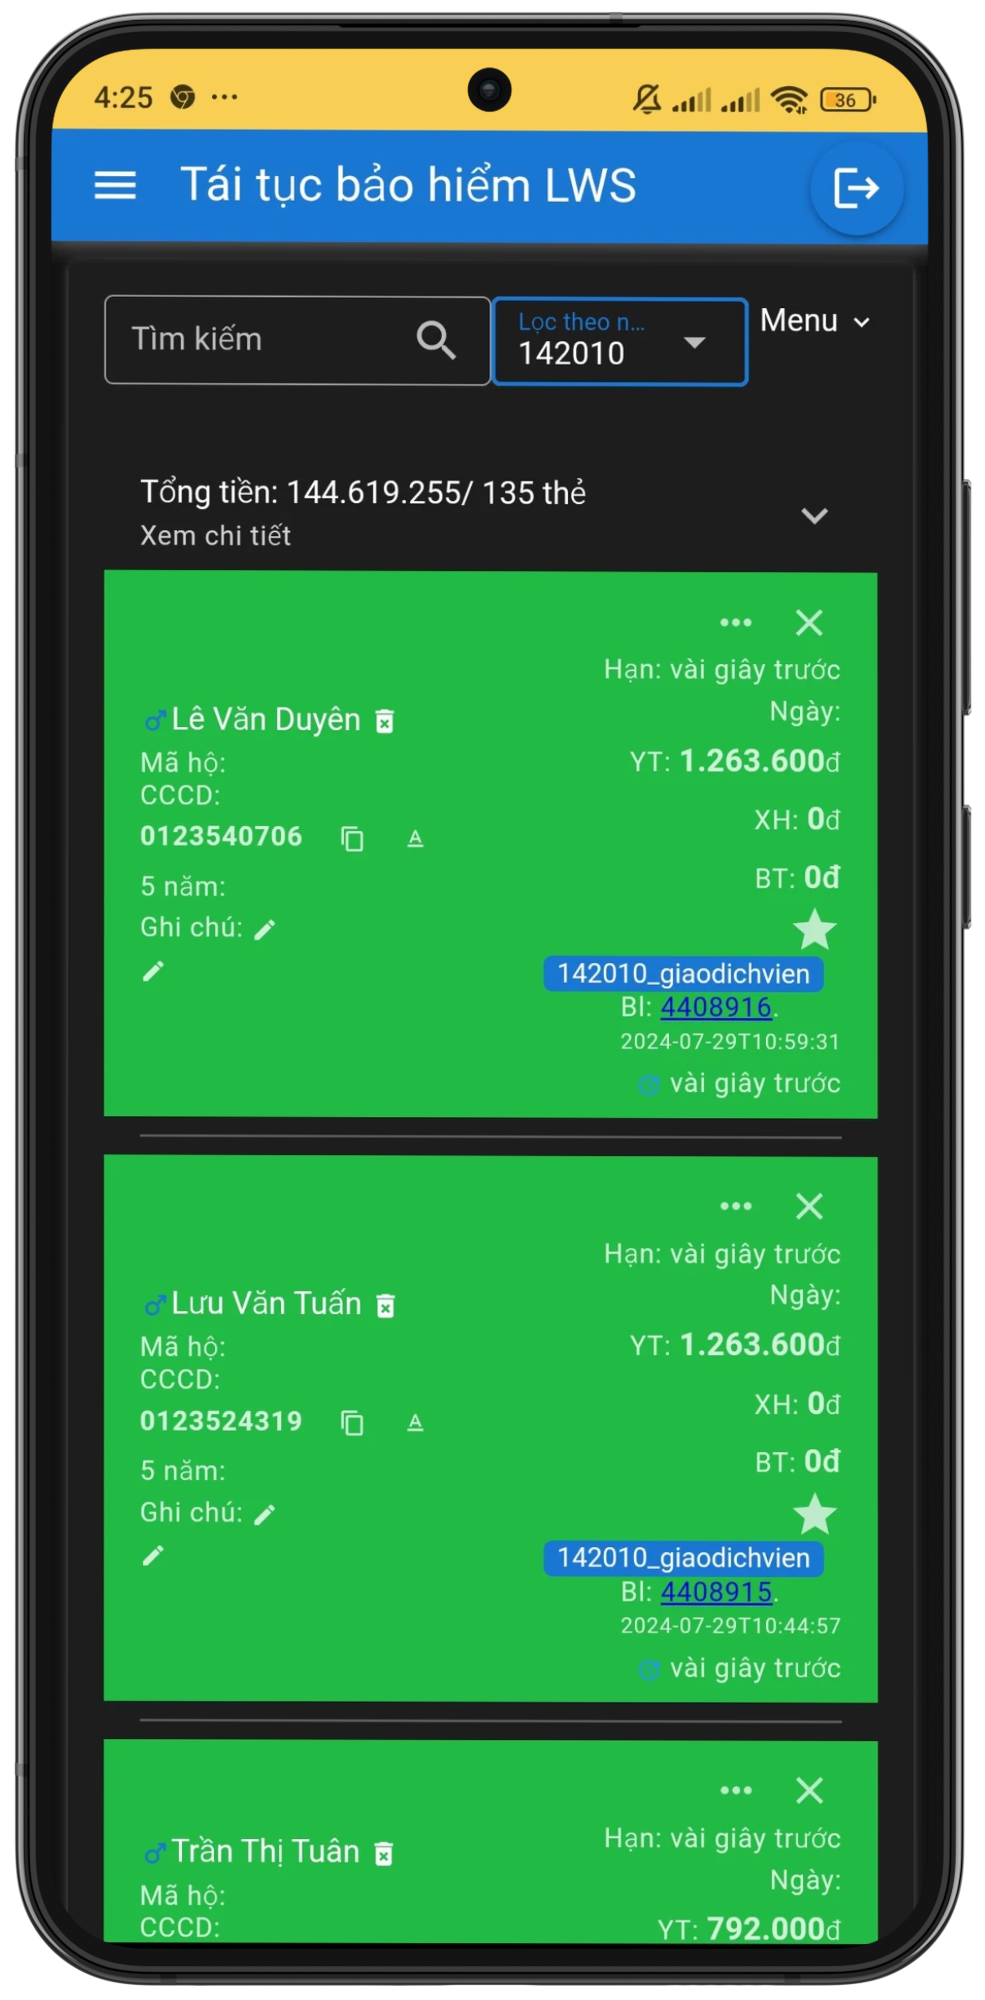 4:25
36
Tái tục bảo hiểm LWS
Tìm kiếm
Lọc theo n...
142010
Menu
Tổng tiền: 144.619.255/ 135 thẻ
Xem chi tiết
Hạn: vài giây trước
Ngày:
Lê Văn Duyên
Mã hộ:
YT: 1.263.600đ
CCCD:
XH: 0đ
0123540706
A
BT: 0đ
5 năm:
Ghi chú:
142010_giaodichvien
Bl: 4408916.
2024-07-29T10:59:31
vài giây trước
Hạn: vài giây trước
Ngày:
Lưu Văn Tuấn
Mã hộ:
YT: 1.263.600đ
CCCD:
XH: 0đ
0123524319
A
BT: 0đ
5 năm:
Ghi chú:
142010_giaodichvien
Bl: 4408915.
2024-07-29T10:44:57
vài giây trước
Hạn: vài giây trước
Trần Thị Tuân
Ngày:
Mã hộ:
CCCD:
YT: 792.000đ